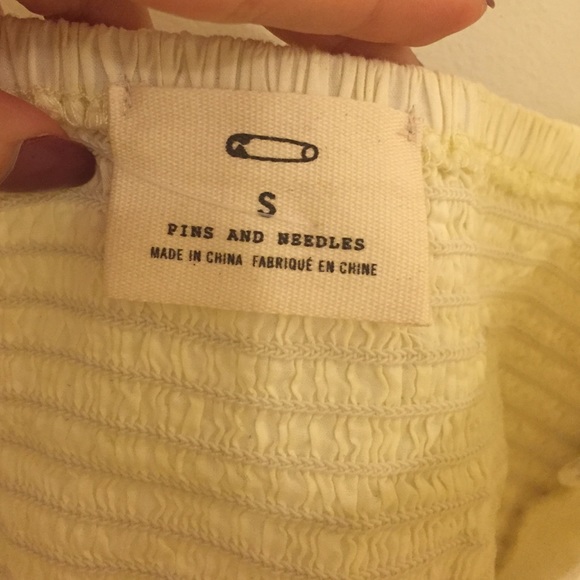 S
PINS AND NEEDLES
MADE IN CHINA FABRIQUÉ EN CHINE